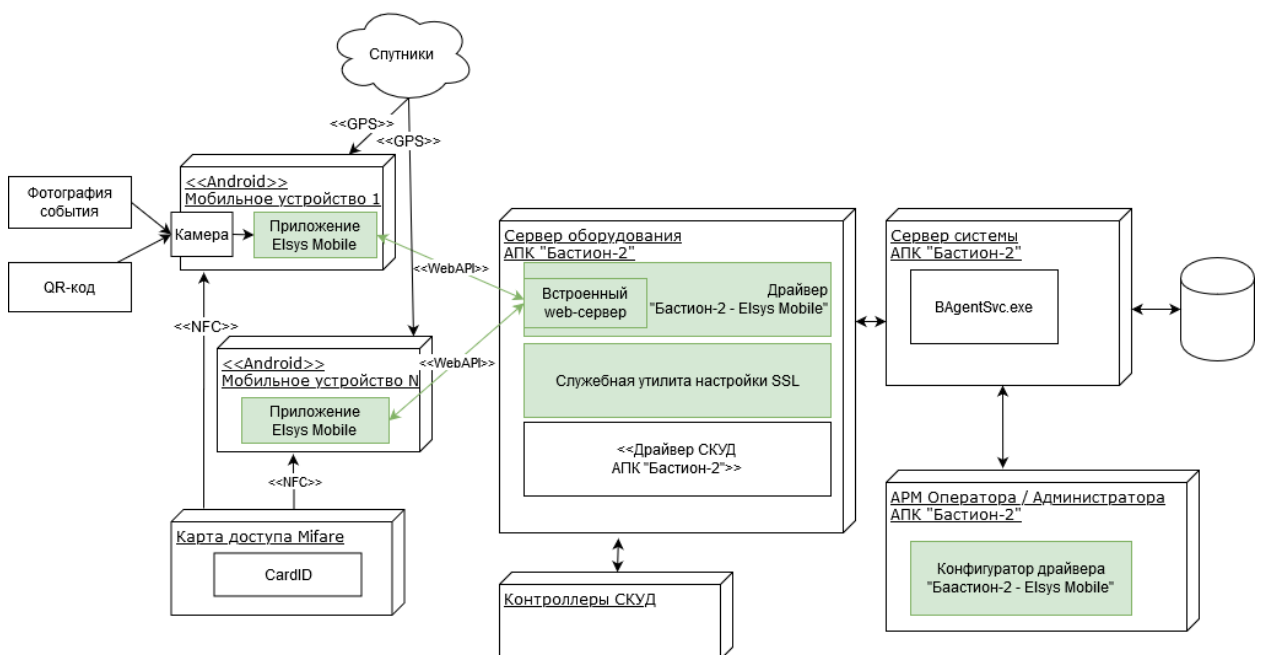 Спутники
<<GPS>>
<<GPS>>
<<Android>>
Мобильное устройство 1
Фотография
события
Камера
Приложение
Elsys Mobile
QR-код
<<WebAPI>>
<<NFC>>
<<Android>>
Мобильное устройство N
<<WebAPI>>
Приложение
Elsys Mobile
<<NFC>>
Карта доступа Mifare
CardID
Сервер оборудования
АПК "Бастион-2"
Встроенный
web-сервер
Драйвер
"Бастион-2 - Elsys Mobile"
Служебная утилита настройки SSL
<<Драйвер СКУД
АПК "Бастион-2">>
Контроллеры СКУД
Сервер системы
АПК "Бастион-2"
BAgentSvc.exe
АРМ Оператора / Администратора
АПК "Бастион-2"
Конфигуратор драйвера
"Баастион-2 - Elsys Mobile"